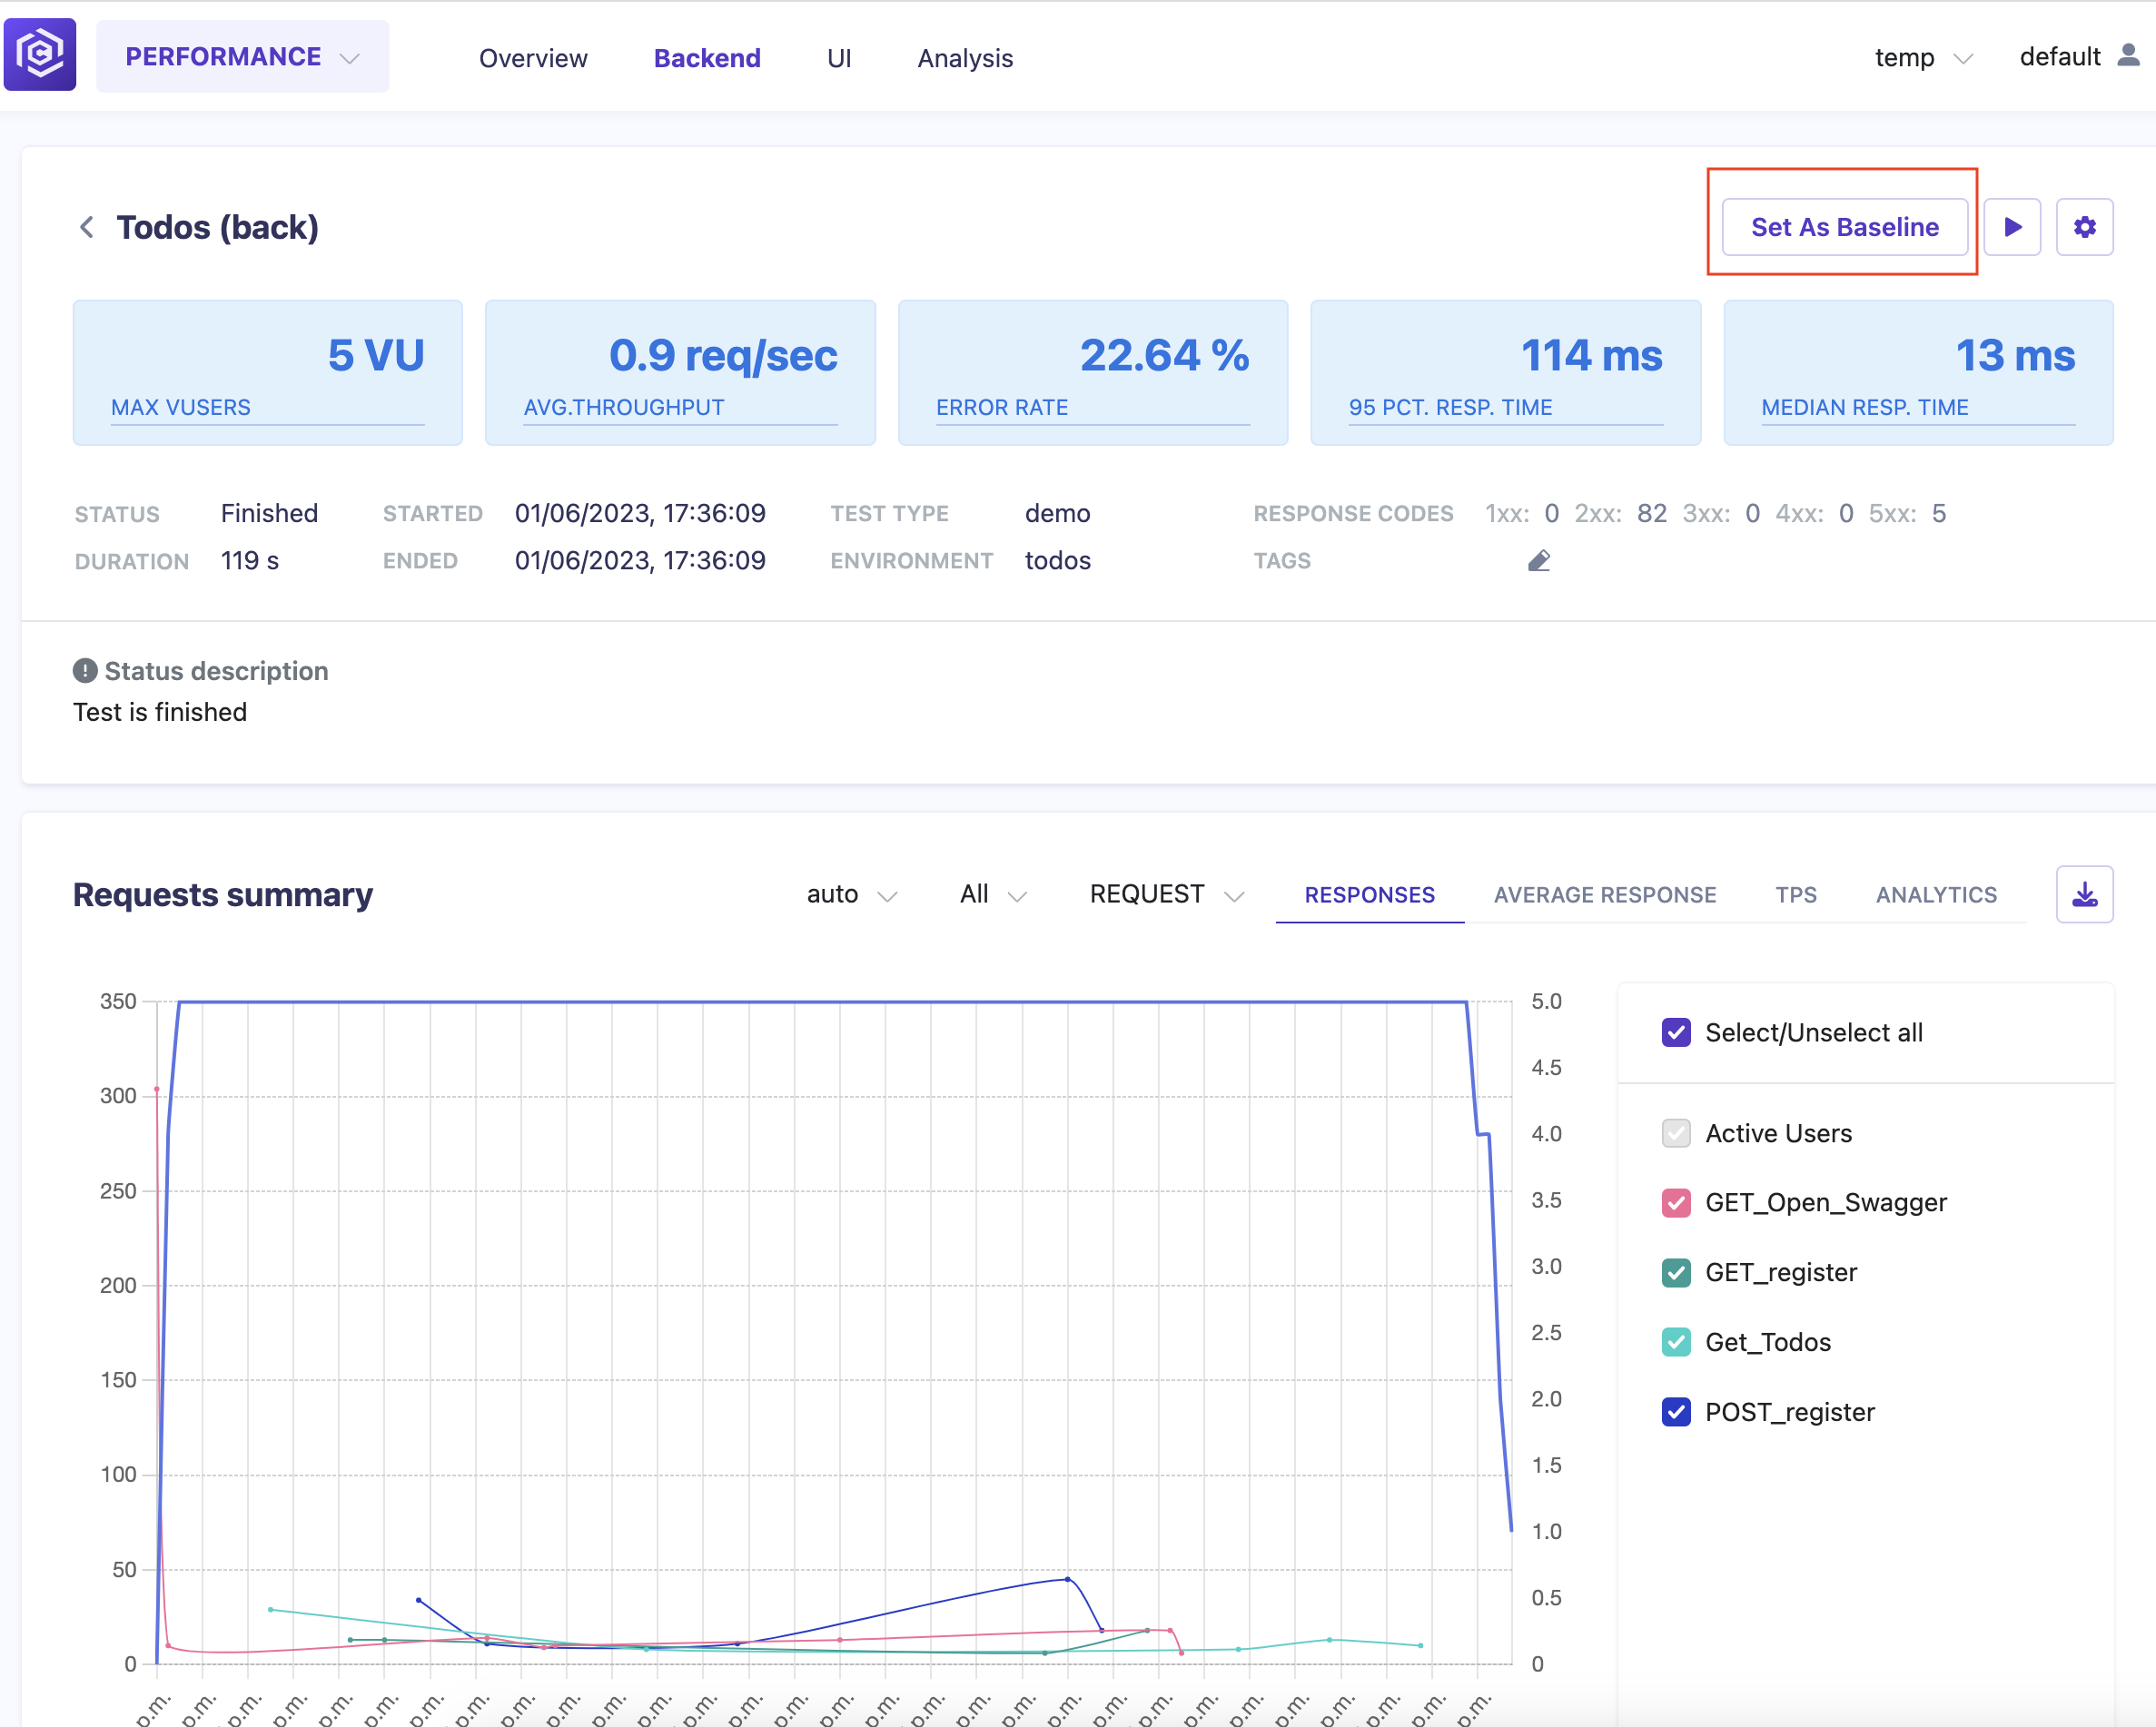 PERFORMANCE Overview Backend UI Analysis temp default
Todos (back) Set As Baseline
5 VU 0.9 req/sec 22.64 % 114 ms 13 ms
MAX VUSERS AVG.THROUGHPUT ERROR RATE 95 PCT. RESP. TIME MEDIAN RESP. TIME
STATUS Finished STARTED 01/06/2023, 17:36:09 TEST TYPE demo RESPONSE CODES 1xx: 0 2xx: 82 3xx: 0 4xx: 0 5xx: 5
DURATION 119 s ENDED 01/06/2023, 17:36:09 ENVIRONMENT todos TAGS
Status description
Test is finished
Requests summary auto All REQUEST RESPONSES AVERAGE RESPONSE TPS ANALYTICS
350
300
250
200
150
100
50
0
5.0
4.5
4.0
3.5
3.0
2.5
2.0
1.5
1.0
0.5
0
p.m. p.m. p.m. p.m. p.m. p.m. p.m. p.m. p.m. p.m. p.m. p.m. p.m. p.m. p.m. p.m. p.m. p.m. p.m. p.m. p.m. p.m. p.m. p.m. p.m. p.m. p.m. p.m. p.m. p.m.
Select/Unselect all
Active Users
GET_Open_Swagger
GET_register
Get_Todos
POST_register